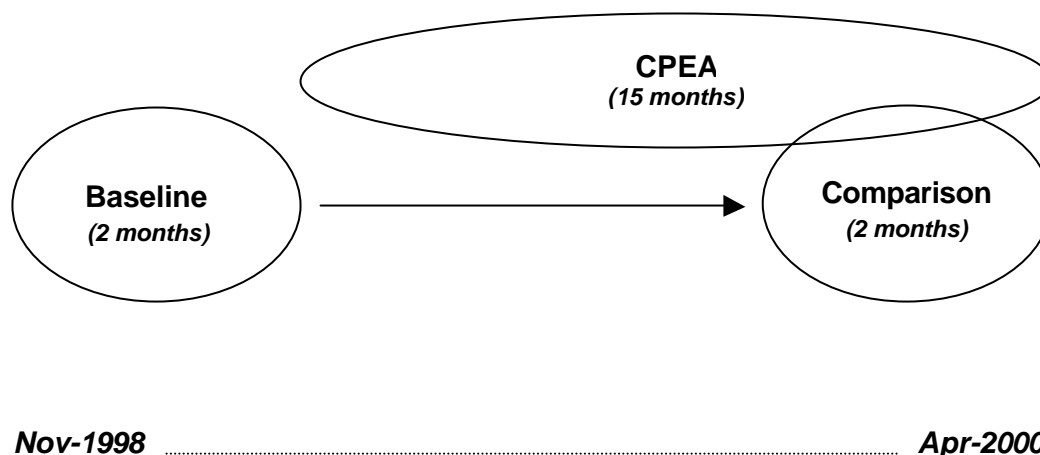 CPEA
(15 months)
Baseline
(2 months)
Comparison
(2 months)
Nov-1998
Apr-2000